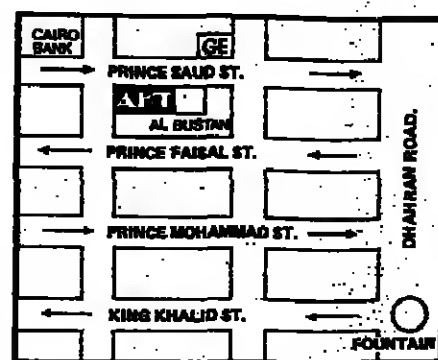 CAIRO
BANK
GE
PRINCE SAUD ST.
AL BUSTAN
PRINCE FAISAL ST.
DHAHRAN ROAD.
PRINCE MOHAMMAD ST.
KING KHALID ST.
FOUNTAIN